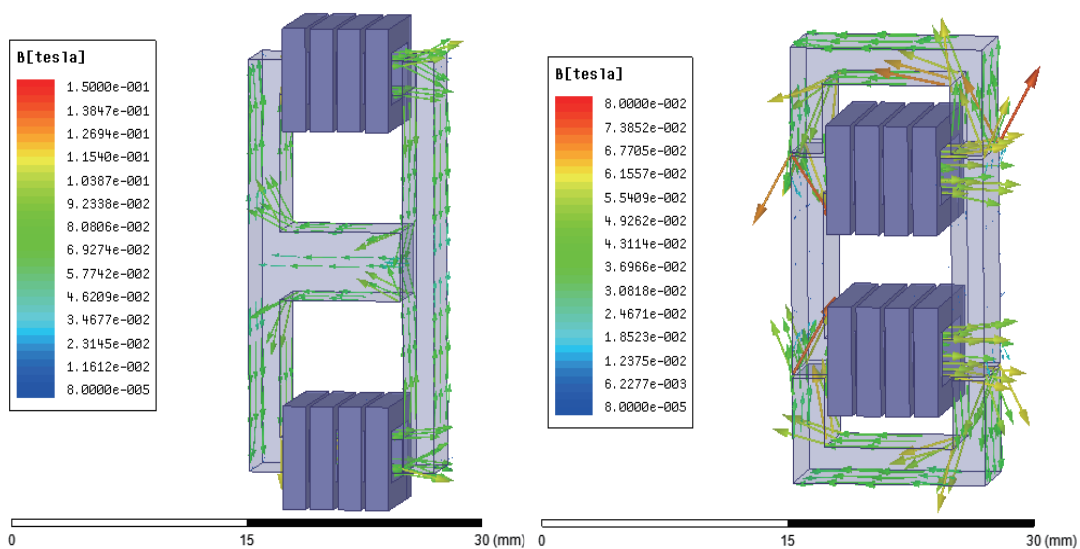 B[tesla]
1.5000e-001
1.3847e-001
1.2694e-001
1.1540e-001
1.0387e-001
9.2338e-002
8.0806e-002
6.9274e-002
5.7742e-002
4.6209e-002
3.4677e-002
2.3145e-002
1.1612e-002
8.0000e-005
0
15
30 (mm)
B[tesla]
8.0000e-002
7.3852e-002
6.7705e-002
6.1557e-002
5.5409e-002
4.9262e-002
4.3114e-002
3.6966e-002
3.0818e-002
2.4671e-002
1.8523e-002
1.2375e-002
6.2277e-003
8.0000e-005
0
15
30 (mm)